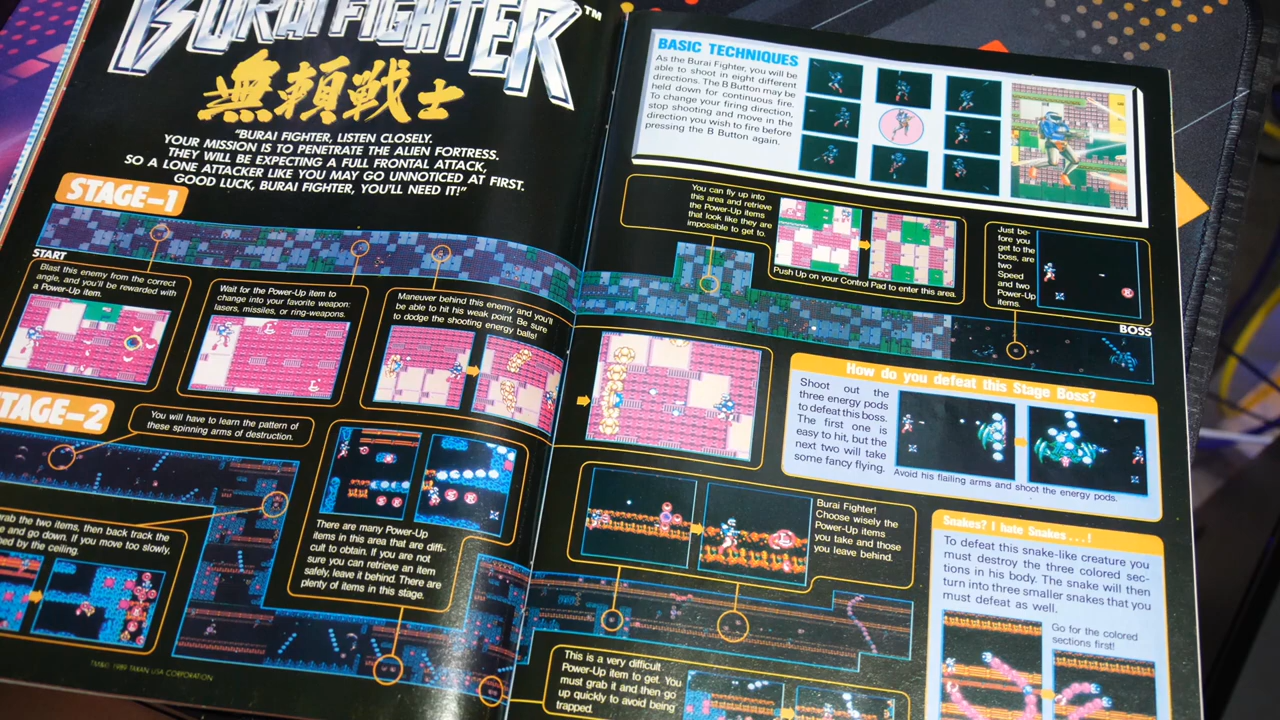 BURAI FIGHTER™
無頼戦士
"BURAI FIGHTER, LISTEN CLOSELY.
YOUR MISSION IS TO PENETRATE THE ALIEN FORTRESS.
THEY WILL BE EXPECTING A FULL FRONTAL ATTACK,
SO A LONE ATTACKER LIKE YOU MAY GO UNNOTICED AT FIRST.
GOOD LUCK, BURAI FIGHTER, YOU'LL NEED IT!"
STAGE-1
START
Blast this enemy from the correct
angle, and you'll be rewarded with
a Power-Up item.
Wait for the Power-Up item to
change into your favorite weapon:
lasers, missiles, or ring-weapons.
Maneuver behind this enemy and you'll
be able to hit his weak point. Be sure
to dodge the shooting energy balls!
TAGE-2
You will have to learn the pattern of
these spinning arms of destruction.
rab the two items, then back track the
e and go down. If you move too slowly,
ed by the ceiling.
There are many Power-Up
items in this area that are diffi-
cult to obtain. If you are not
sure you can retrieve an item
safely, leave it behind. There are
plenty of items in this stage.
TM&© 1989 TAXAN USA CORPORATION
BASIC TECHNIQUES
As the Burai Fighter, you will be
able to shoot in eight different
directions. The B Button may be
held down for continuous fire.
To change your firing direction,
stop shooting and move in the
direction you wish to fire before
pressing the B Button again.
You can fly up into
this area and retrieve
the Power-Up items
that look like they are
impossible to get.
Push Up on your Control Pad to enter this area.
Just be-
fore you
get to the
boss, are
two
Speed
and two
Power-Up
items.
BOSS
How do you defeat this Stage Boss?
Shoot out the
three energy pods
to defeat this boss.
The first one is
easy to hit, but the
next two will take
some fancy flying.
Avoid his flailing arms and shoot the energy pods.
Burai Fighter!
Choose wisely the
Power-Up items
you take and those
you leave behind.
Snakes? I hate Snakes...!
To defeat this snake-like creature you
must destroy the three colored sec-
tions in his body. The snake will then
turn into three smaller snakes that you
must defeat as well.
Go for the colored
sections first!
This is a very difficult
Power-Up item to get. You
must grab it and then go
up quickly to avoid being
trapped.